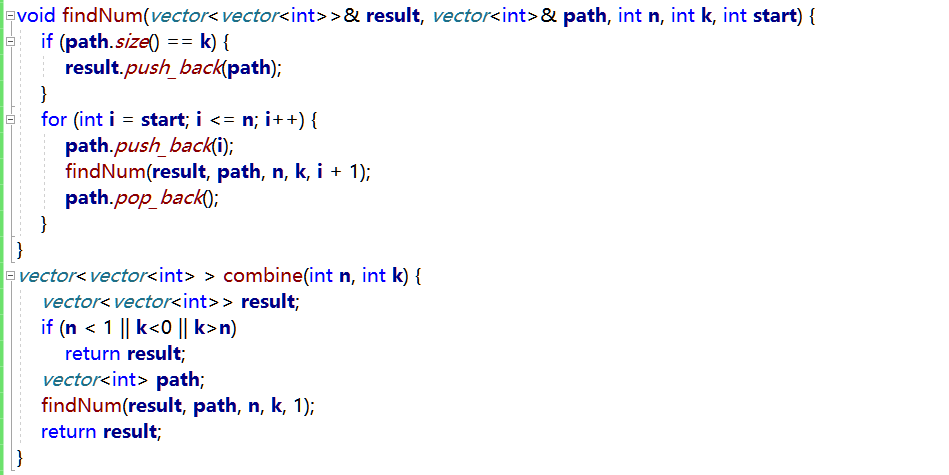 void findNum(vector<vector<int>>& result, vector<int>& path, int n, int k, int start) {
if (path.size() == k) {
result.push_back(path);
}
for (int i = start; i <= n; i++) {
path.push_back(i);
findNum(result, path, n, k, i + 1);
path.pop_back();
}
}
vector<vector<int> > combine(int n, int k) {
vector<vector<int>> result;
if (n < 1 || k<0 || k>n)
return result;
vector<int> path;
findNum(result, path, n, k, 1);
return result;
}